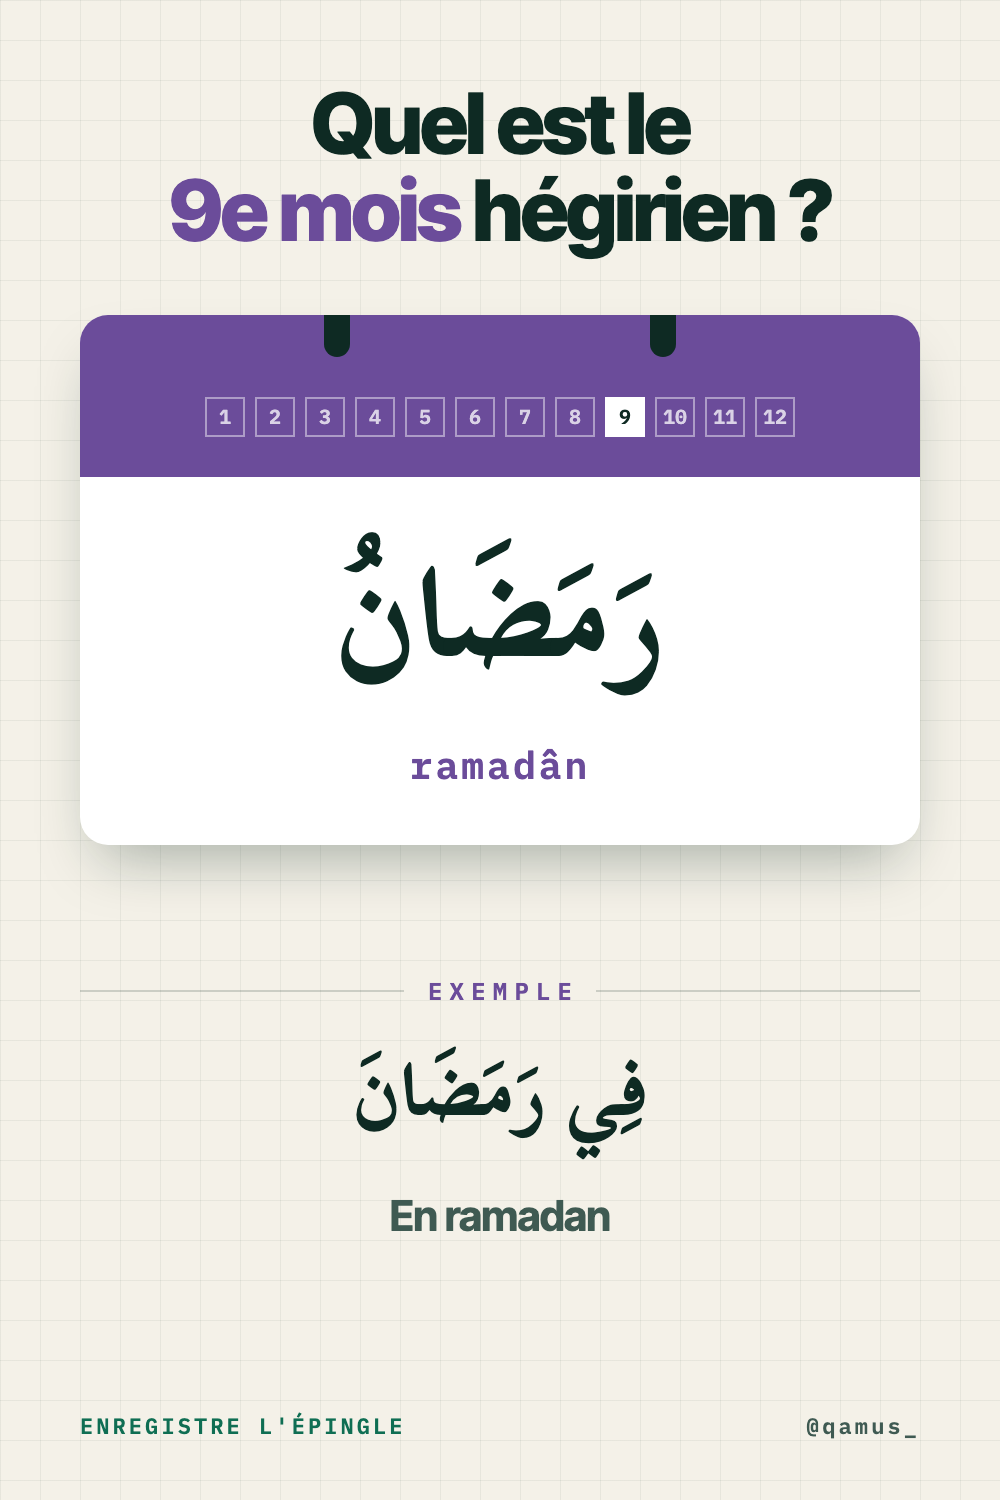 Quel est le
9e mois hégirien ?
1 2 3 4 5 6 7 8 9 10 11 12
رَمَضَانُ
ramadân
EXEMPLE
فِي رَمَضَانَ
En ramadan
ENREGISTRE L'ÉPINGLE
@qamus_